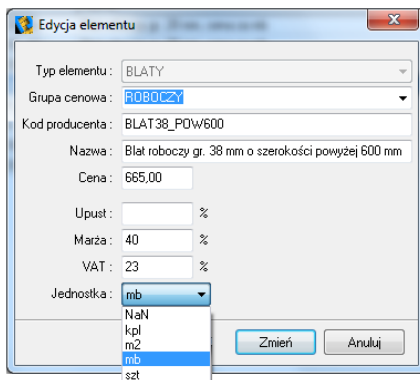 Edycja elementu
Typ elementu : BLATY
Grupa cenowa : ROBOCZY
Kod producenta : BLAT38_POW600
Nazwa : Blat roboczy gr. 38 mm o szerokości powyżej 600 mm
Cena : 665,00
Upust : %
Marża : 40 %
VAT : 23 %
Jednostka : mb
NaN
kpl
m2
mb
szt
Zmień Anuluj